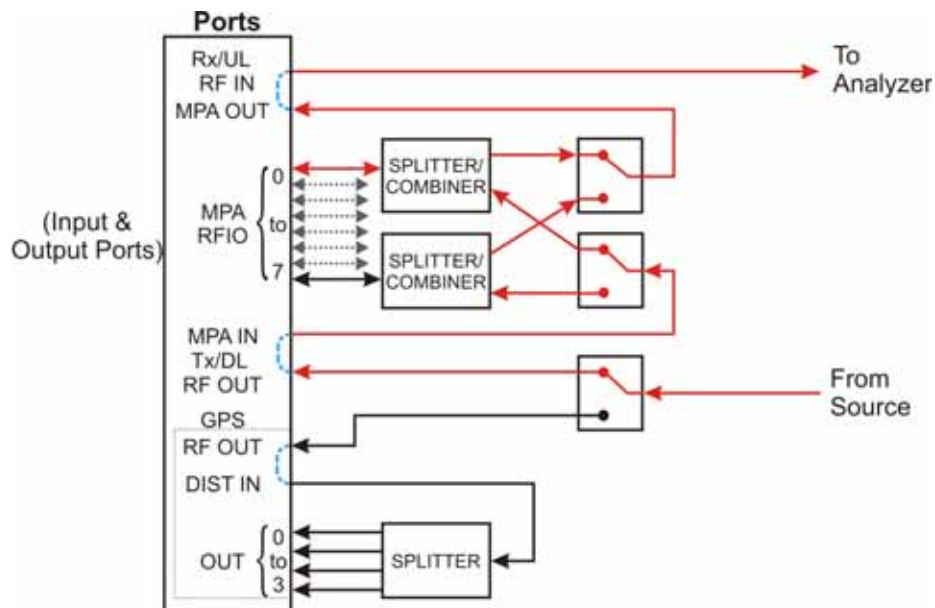 Ports
Rx/UL
RF IN
MPA OUT
To
Analyzer
SPLITTER/
COMBINER
0
to
7
MPA
RFIO
(Input &
Output Ports)
SPLITTER/
COMBINER
MPA IN
Tx/DL
RF OUT
From
Source
GPS
RF OUT
DIST IN
OUT
0
to
3
SPLITTER